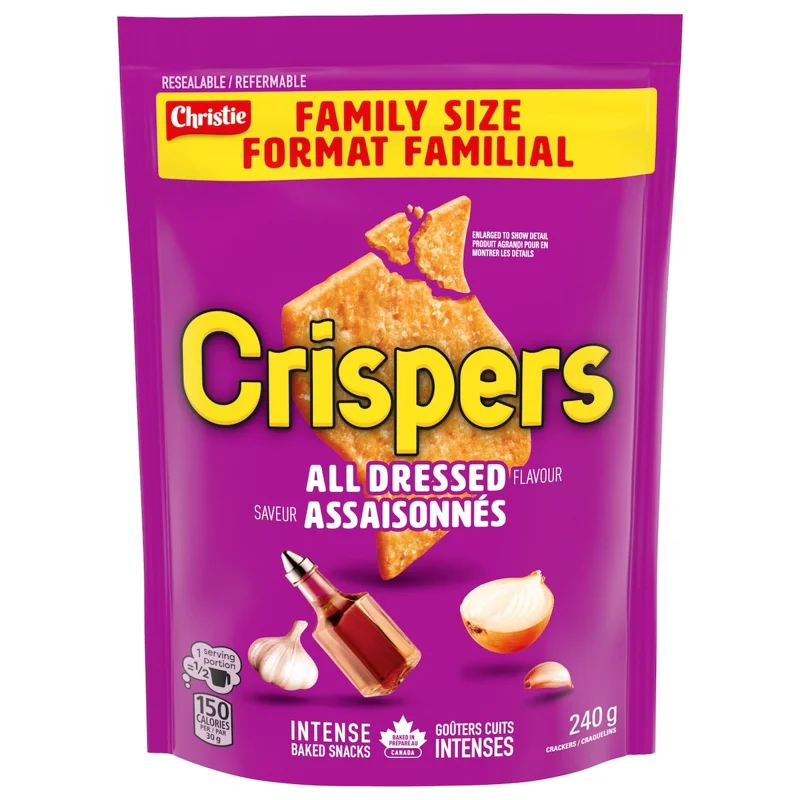 RESEALABLE / REFERMABLE
Christie
FAMILY SIZE
FORMAT FAMILIAL
ENLARGED TO SHOW DETAIL
PRODUIT AGRANDI POUR EN
MONTRER LES DÉTAILS
Crispers
ALL DRESSED FLAVOUR
SAVEUR ASSAISONNÉS
1 serving
portion
=1/2
150
CALORIES
PER / PAR
30 g
INTENSE
BAKED SNACKS
BAKED IN
PRÉPARÉ AU
CANADA
GOÛTERS CUITS
INTENSES
240 g
CRACKERS / CRAQUELINS